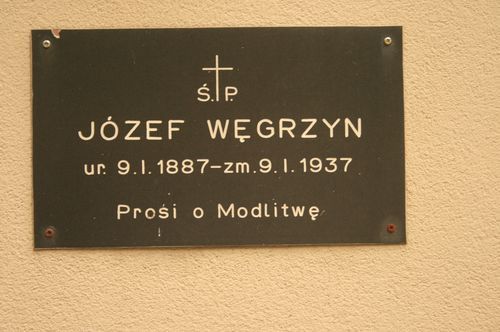 Ś.P.
JÓZEF WĘGRZYN
ur. 9.I.1887-zm.9.I.1937
Prosi o Modlitwę